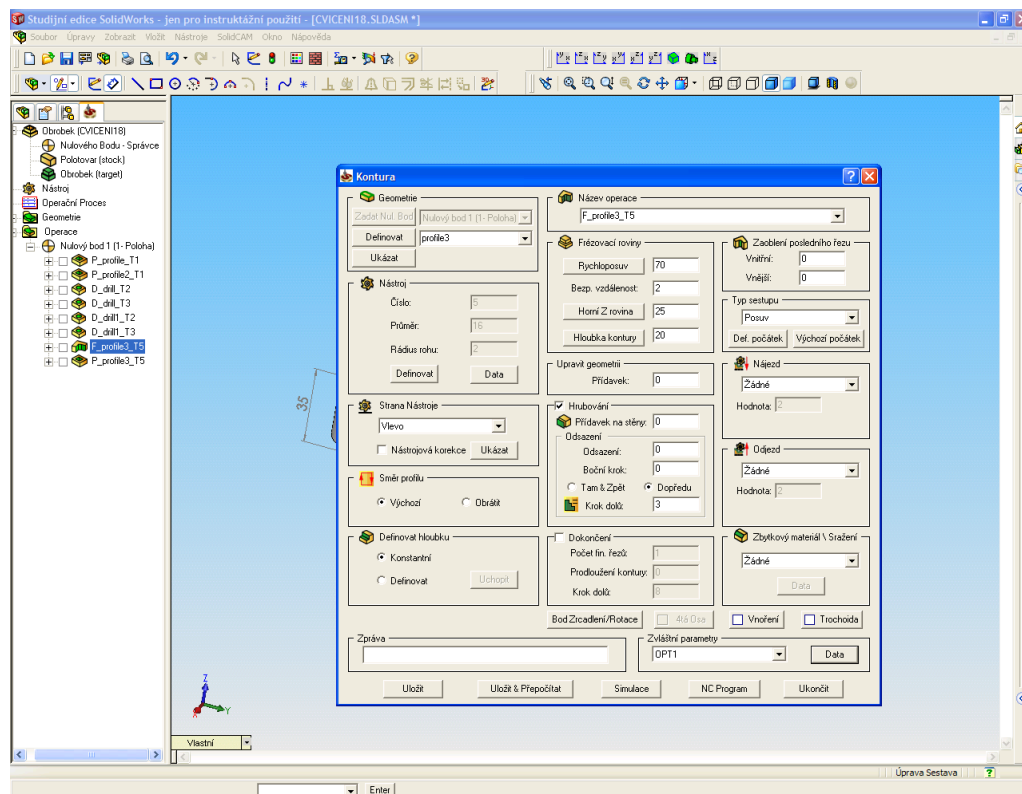 Studijní edice SolidWorks - jen pro instruktážní použití - [CVICENI18.SLDASM *]
Soubor Úpravy Zobrazit Vložit Nástroje SolidCAM Okno Nápověda
Obrobek (CVICENI18)
Nulového Bodu - Správce
Polotovar (stock)
Obrobek (target)
Nástroj
Operační Proces
Geometrie
Operace
Nulový bod 1 (1- Poloha)
P_profile_T1
P_profile2_T1
D_drill_T2
D_drill_T3
D_drill1_T2
D_drill1_T3
F_profile3_T5
P_profile3_T5
35
Z
X
Y
Vlastní
Kontura
Geometrie
Zadat Nul. Bod
Nulový bod 1 (1- Poloha)
Definovat
profile3
Ukázat
Název operace
F_profile3_T5
Nástroj
Číslo:
5
Průměr:
16
Rádius rohu:
2
Definovat
Data
Frézovací roviny
Rychloposuv
70
Bezp. vzdálenost:
2
Horní Z rovina
25
Hloubka kontury
20
Zaoblení posledního řezu
Vnitřní:
0
Vnější:
0
Typ sestupu
Posuv
Def. počátek
Výchozí počátek
Upravit geometrii
Přídavek:
0
Nájezd
Žádné
Hodnota:
2
Strana Nástroje
Vlevo
Nástrojová korekce
Ukázat
Hrubování
Přídavek na stěny:
0
Odsazení
Odsazení:
0
Boční krok:
0
Tam & Zpět
Dopředu
Krok dolů:
3
Odjezd
Žádné
Hodnota:
2
Směr profilu
Výchozí
Obrátit
Definovat hloubku
Konstantní
Definovat
Uchopit
Dokončení
Počet fin. řezů:
1
Prodloužení kontury:
0
Krok dolů:
8
Zbytkový materiál \ Sražení
Žádné
Data
Bod Zrcadlení/Rotace
4tá Osa
Vnoření
Trochoida
Zpráva
Zvláštní parametry
OPT1
Data
Uložit
Uložit & Přepočítat
Simulace
NC Program
Ukončit
Úprava Sestava
Enter